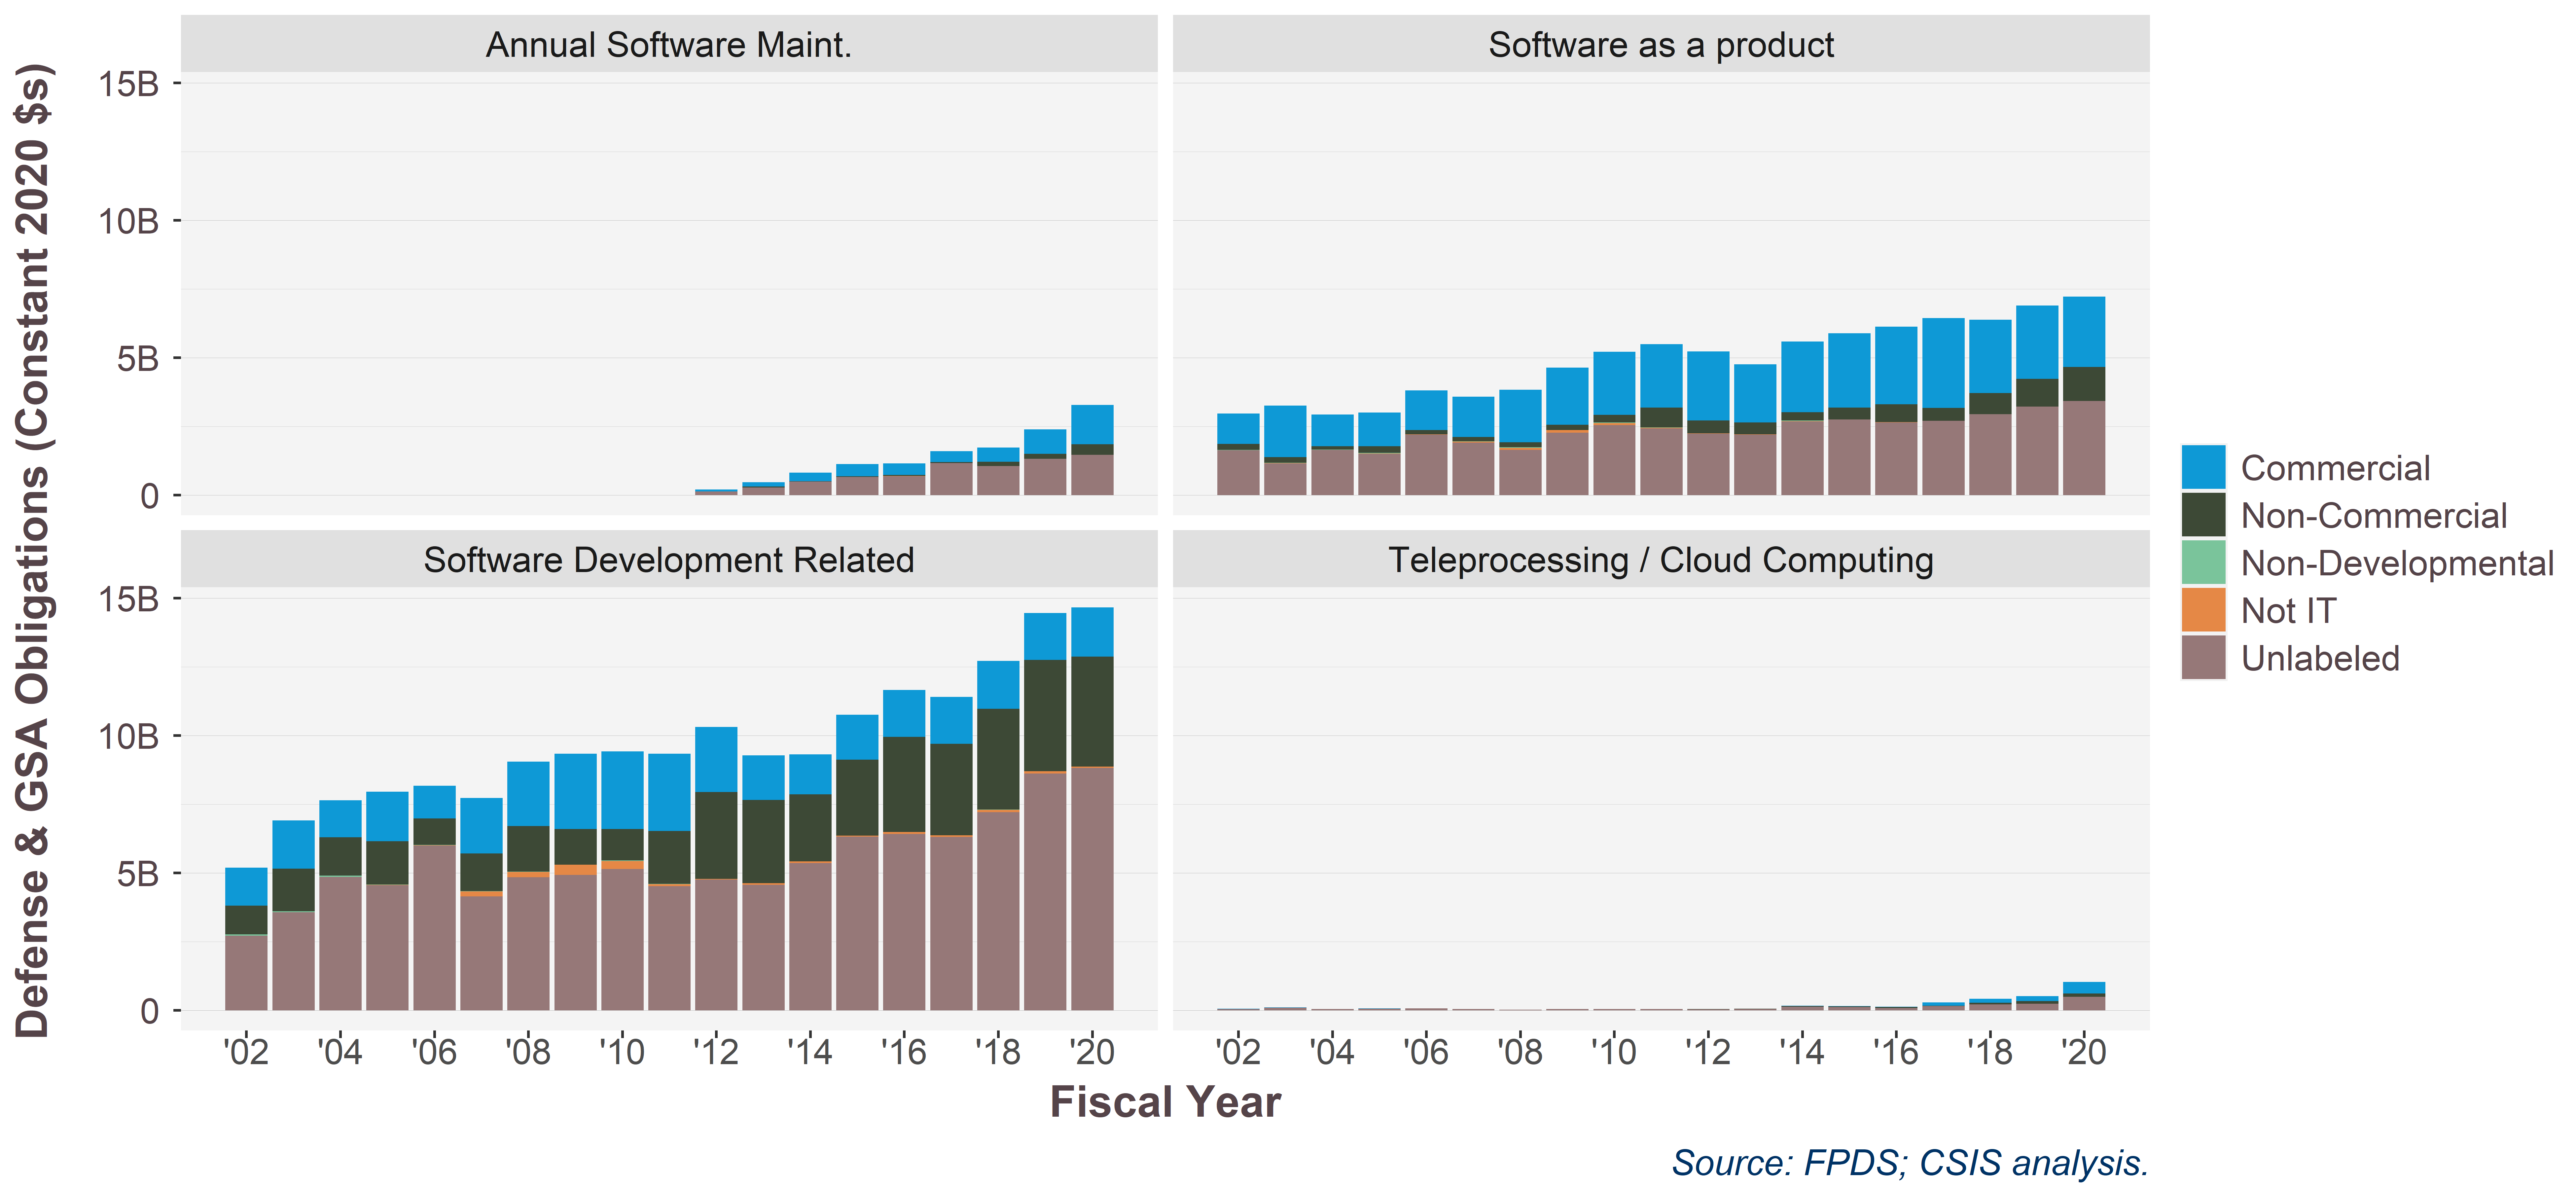 Defense & GSA Obligations (Constant 2020 $s)
Annual Software Maint.
Software as a product
15B
10B
5B
0
Software Development Related
Teleprocessing / Cloud Computing
15B
10B
5B
0
'02 '04 '06 '08 '10 '12 '14 '16 '18 '20
'02 '04 '06 '08 '10 '12 '14 '16 '18 '20
Fiscal Year
Commercial
Non-Commercial
Non-Developmental
Not IT
Unlabeled
Source: FPDS; CSIS analysis.